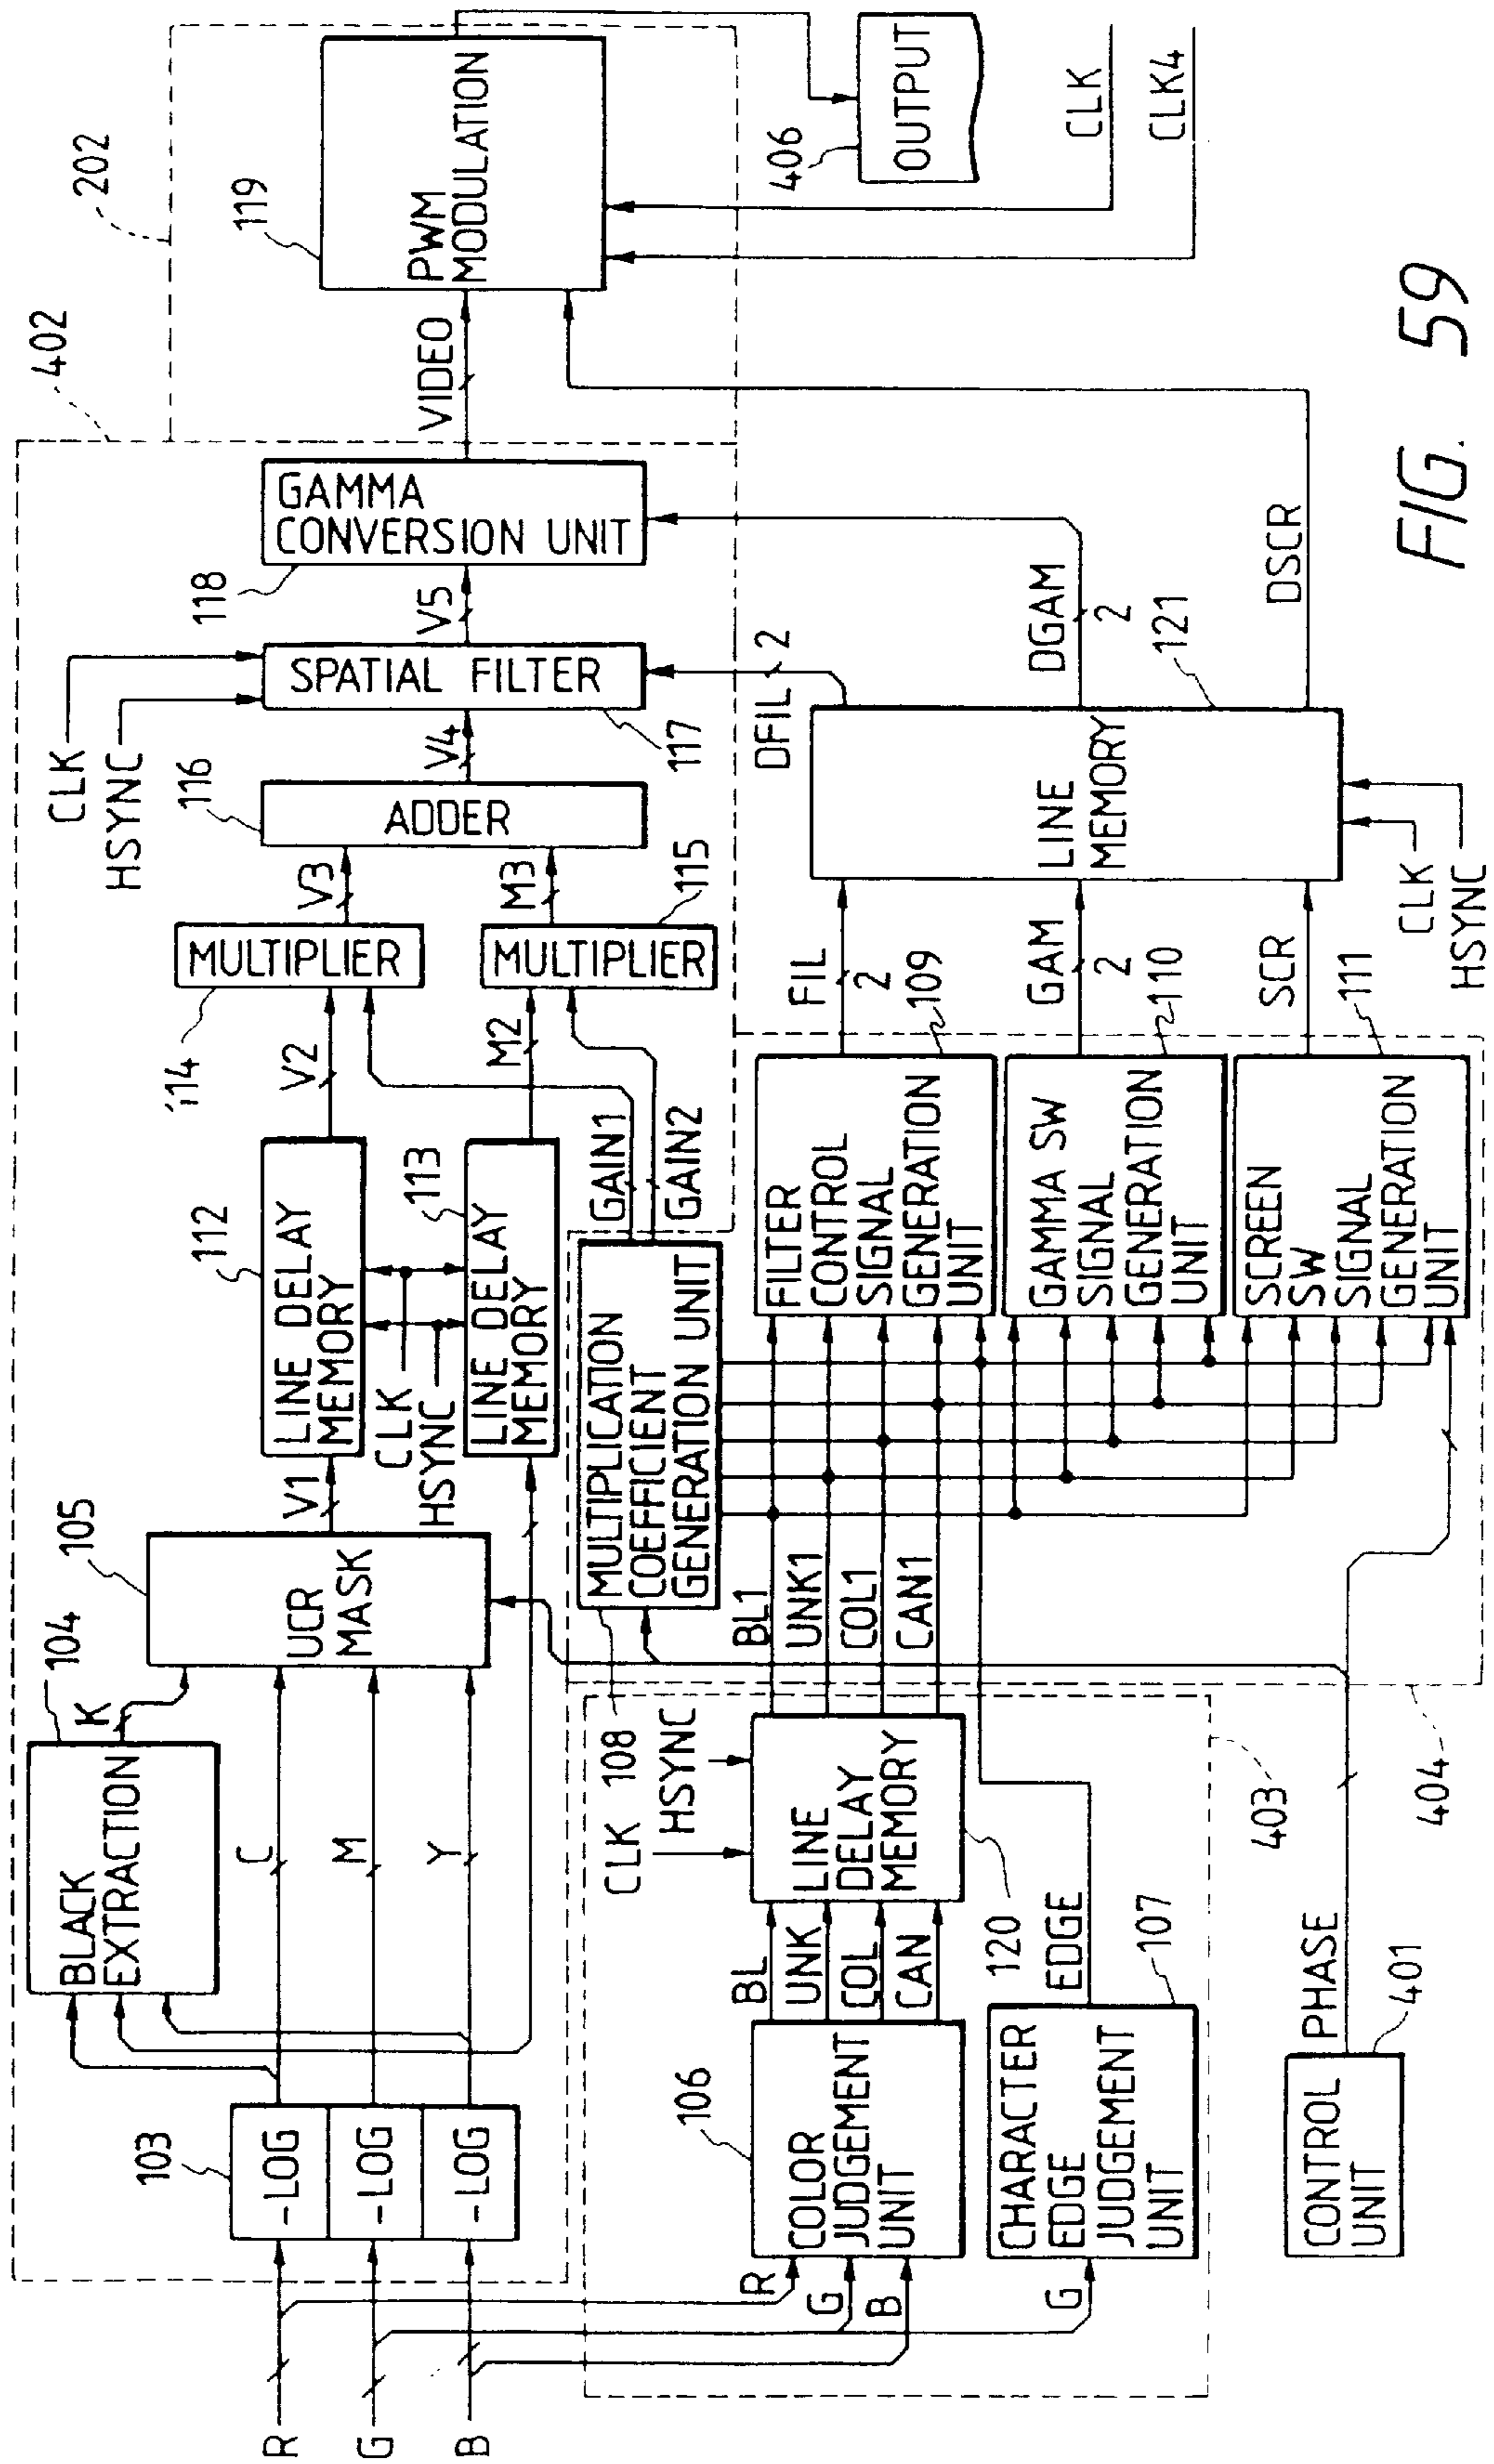 202
402
119
PWM
MODULATION
VIDEO
406
OUTPUT
CLK
CLK4
CLK
HSYNC
118
GAMMA
CONVERSION UNIT
V5
SPATIAL FILTER
117
V4
116
ADDER
V3
M3
115
114
MULTIPLIER
MULTIPLIER
V2
M2
GAIN1
GAIN2
112
LINE DELAY
MEMORY
113
LINE DELAY
MEMORY
CLK
HSYNC
V1
105
UCR
MASK
104
K
BLACK
EXTRACTION
C
M
Y
103
-LOG
-LOG
-LOG
R
G
B
MULTIPLICATION
COEFFICIENT
GENERATION UNIT
108
CLK
HSYNC
BL1
UNK1
COL1
CAN1
LINE
DELAY
MEMORY
120
BL
UNK
COL
CAN
106
COLOR
JUDGEMENT
UNIT
R
G
B
G
CHARACTER
EDGE
JUDGEMENT
UNIT
107
EDGE
403
404
CONTROL
UNIT
401
PHASE
FILTER
CONTROL
SIGNAL
GENERATION
UNIT
109
GAMMA SW
SIGNAL
GENERATION
UNIT
110
SCREEN
SW
SIGNAL
GENERATION
UNIT
111
FIL
2
GAM
2
SCR
LINE
MEMORY
121
CLK
HSYNC
DFIL
2
DGAM
2
DSCR
FIG. 59